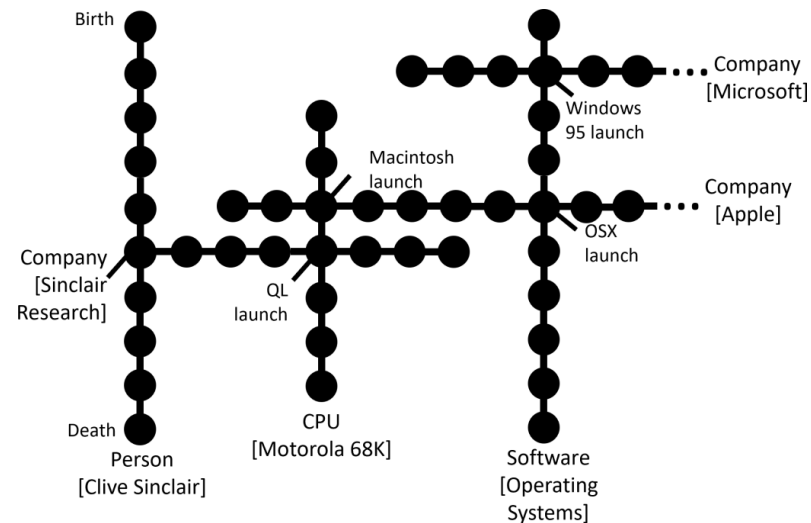 Birth
Company
[Microsoft]
Windows
95 launch
Macintosh
launch
Company
[Apple]
OSX
launch
Company
[Sinclair
Research]
QL
launch
Death
Person
[Clive Sinclair]
CPU
[Motorola 68K]
Software
[Operating
Systems]